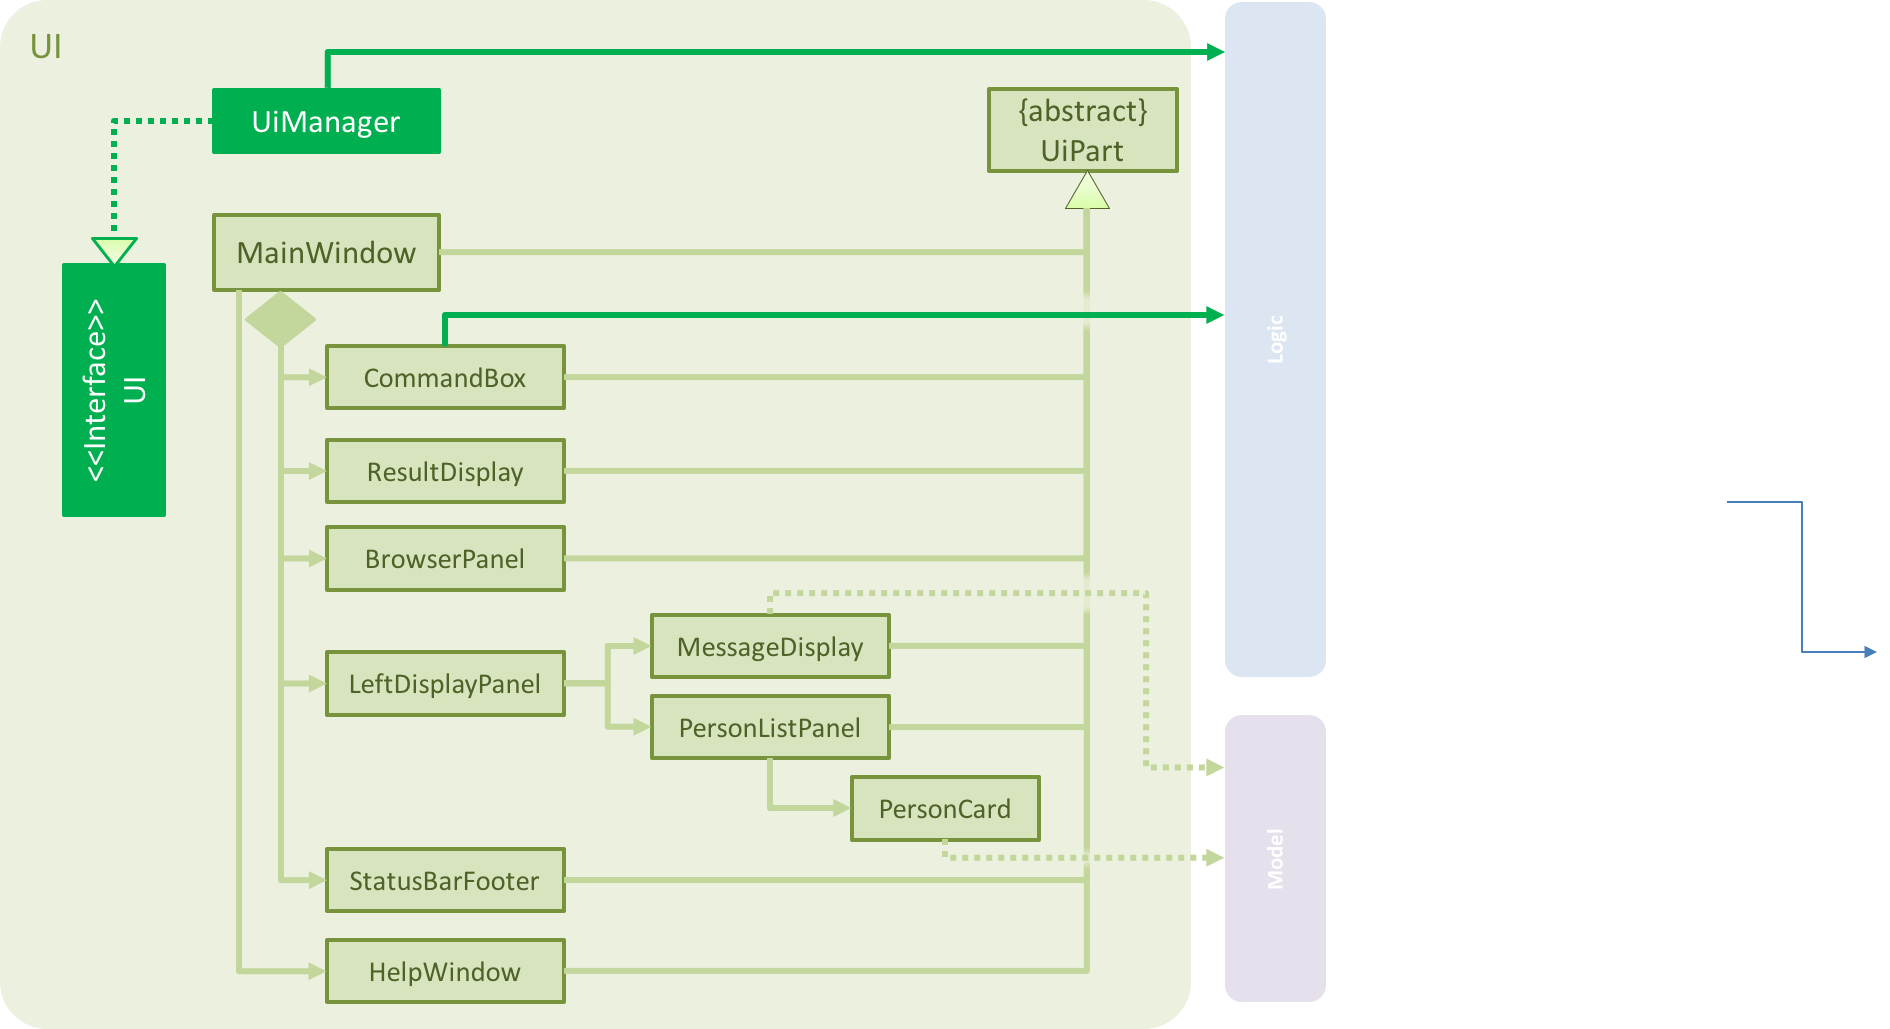 UI
UiManager
{abstract}
UiPart
MainWindow
<<Interface>>
UI
CommandBox
Logic
ResultDisplay
BrowserPanel
MessageDisplay
LeftDisplayPanel
PersonListPanel
PersonCard
Model
StatusBarFooter
HelpWindow